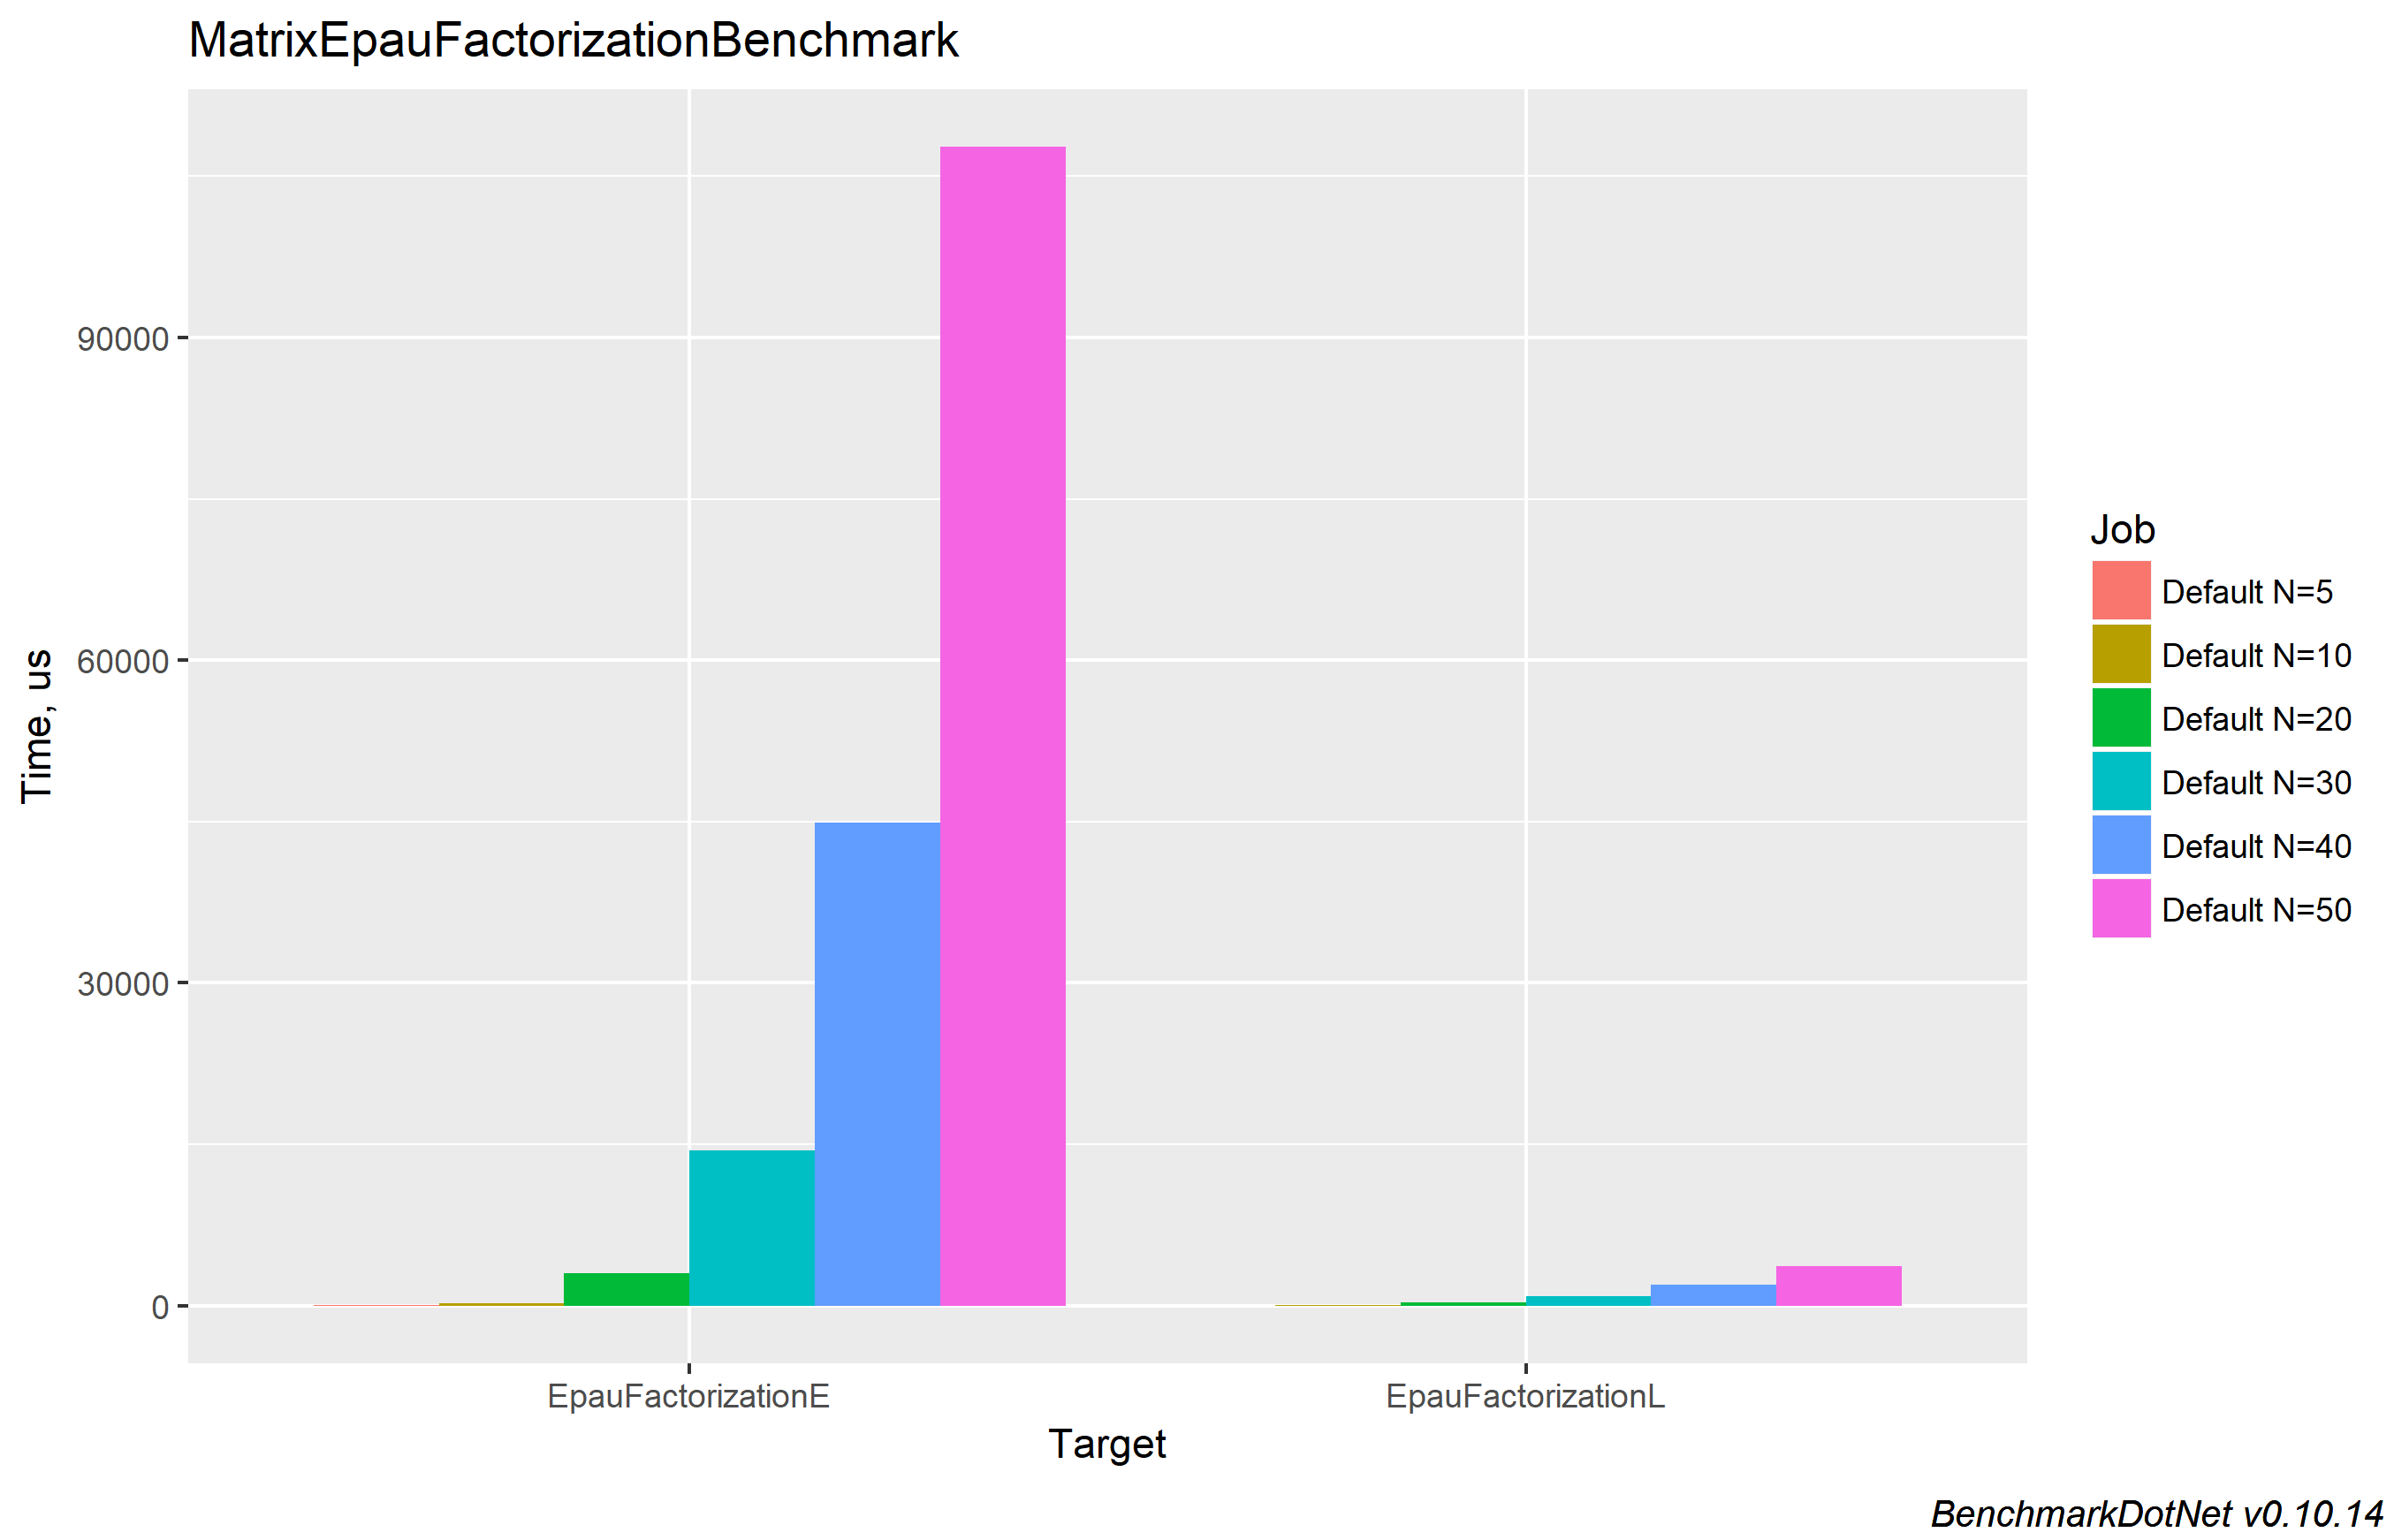 MatrixEpauFactorizationBenchmark
90000
60000
30000
0
Time, us
EpauFactorizationE
EpauFactorizationL
Target
Job
Default N=5
Default N=10
Default N=20
Default N=30
Default N=40
Default N=50
BenchmarkDotNet v0.10.14